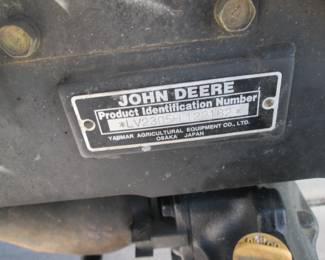 JOHN DEERE
Product Identification Number
YANMAR AGRICULTURAL EQUIPMENT CO., LTD.
OSAKA JAPAN